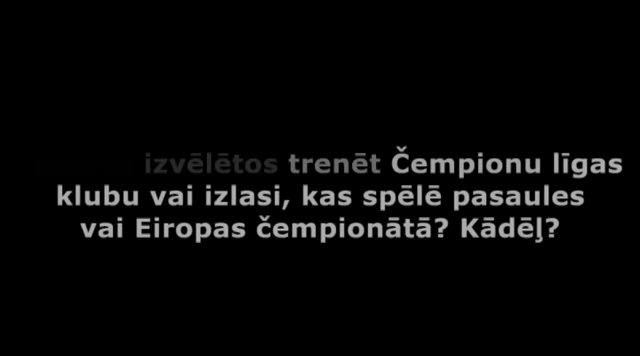 izvēlētos trenēt Čempionu līgas
klubu vai izlasi, kas spēlē pasaules
vai Eiropas čempionātā? Kādēļ?